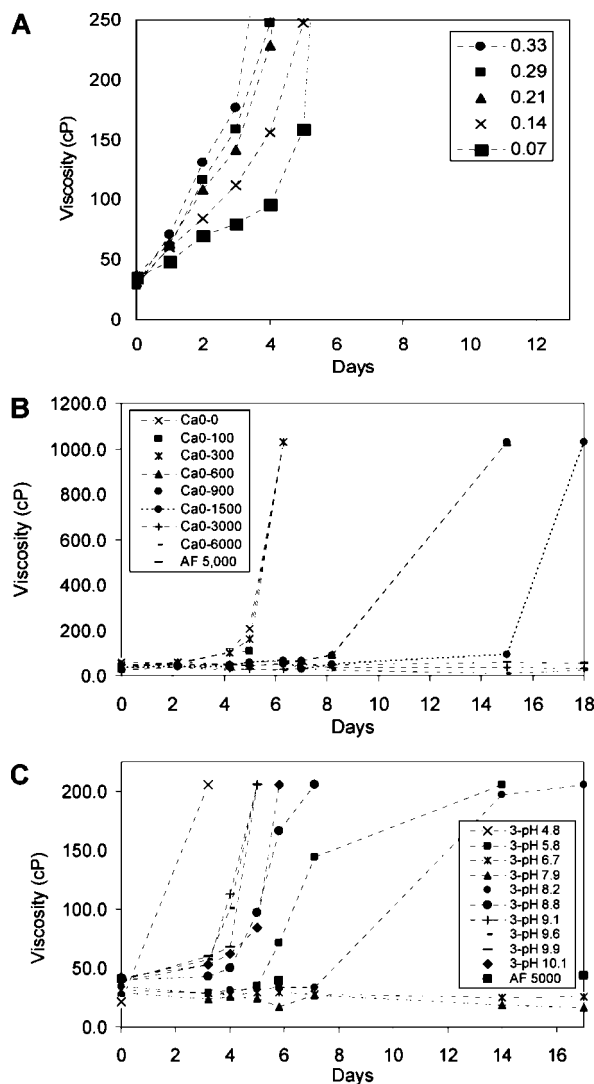 A
Viscosity (cP)
250
200
150
100
50
0
0.33
0.29
0.21
0.14
0.07
0 2 4 6 8 10 12
Days
B
Viscosity (cP)
1200.0
1000.0
800.0
600.0
400.0
200.0
0.0
Ca0-0
Ca0-100
Ca0-300
Ca0-600
Ca0-900
Ca0-1500
Ca0-3000
Ca0-6000
AF 5,000
0 2 4 6 8 10 12 14 16 18
Days
C
Viscosity (cP)
200.0
150.0
100.0
50.0
0.0
3-pH 4.8
3-pH 5.8
3-pH 6.7
3-pH 7.9
3-pH 8.2
3-pH 8.8
3-pH 9.1
3-pH 9.6
3-pH 9.9
3-pH 10.1
AF 5000
0 2 4 6 8 10 12 14 16
Days